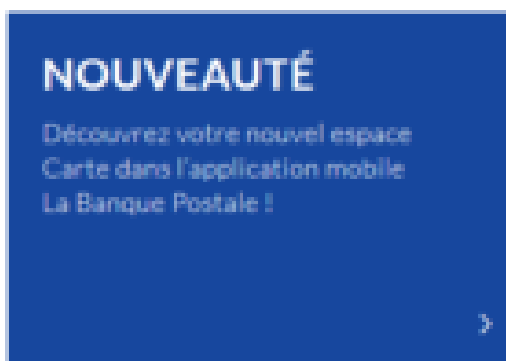 NOUVEAUTÉ
Découvrez votre nouvel espace
Carte dans l'application mobile
La Banque Postale !